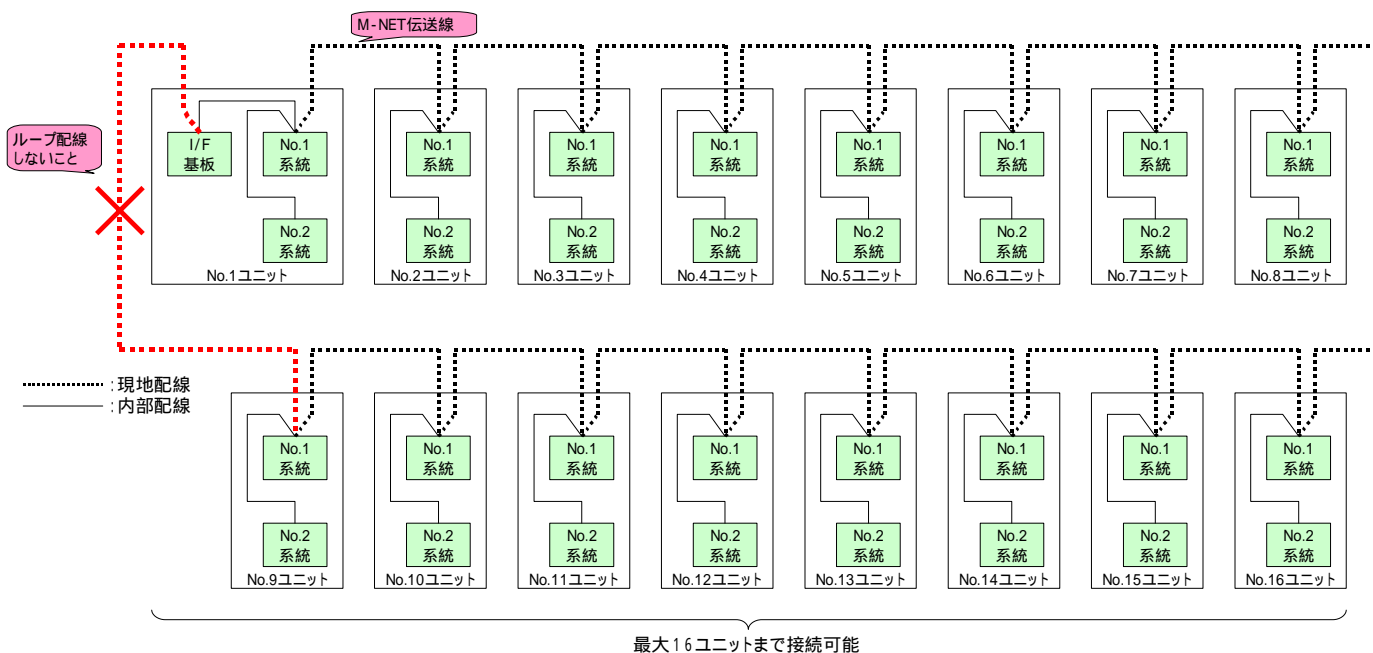 M-NET伝送線
ループ配線
しないこと
I/F
基板
No.1
系統
No.1
系統
No.1
系統
No.1
系統
No.1
系統
No.1
系統
No.1
系統
No.1
系統
No.2
系統
No.2
系統
No.2
系統
No.2
系統
No.2
系統
No.2
系統
No.2
系統
No.2
系統
No.1ユニット
No.2ユニット
No.3ユニット
No.4ユニット
No.5ユニット
No.6ユニット
No.7ユニット
No.8ユニット
:現地配線
:内部配線
No.1
系統
No.1
系統
No.1
系統
No.1
系統
No.1
系統
No.1
系統
No.1
系統
No.1
系統
No.2
系統
No.2
系統
No.2
系統
No.2
系統
No.2
系統
No.2
系統
No.2
系統
No.2
系統
No.9ユニット
No.10ユニット
No.11ユニット
No.12ユニット
No.13ユニット
No.14ユニット
No.15ユニット
No.16ユニット
最大16ユニットまで接続可能